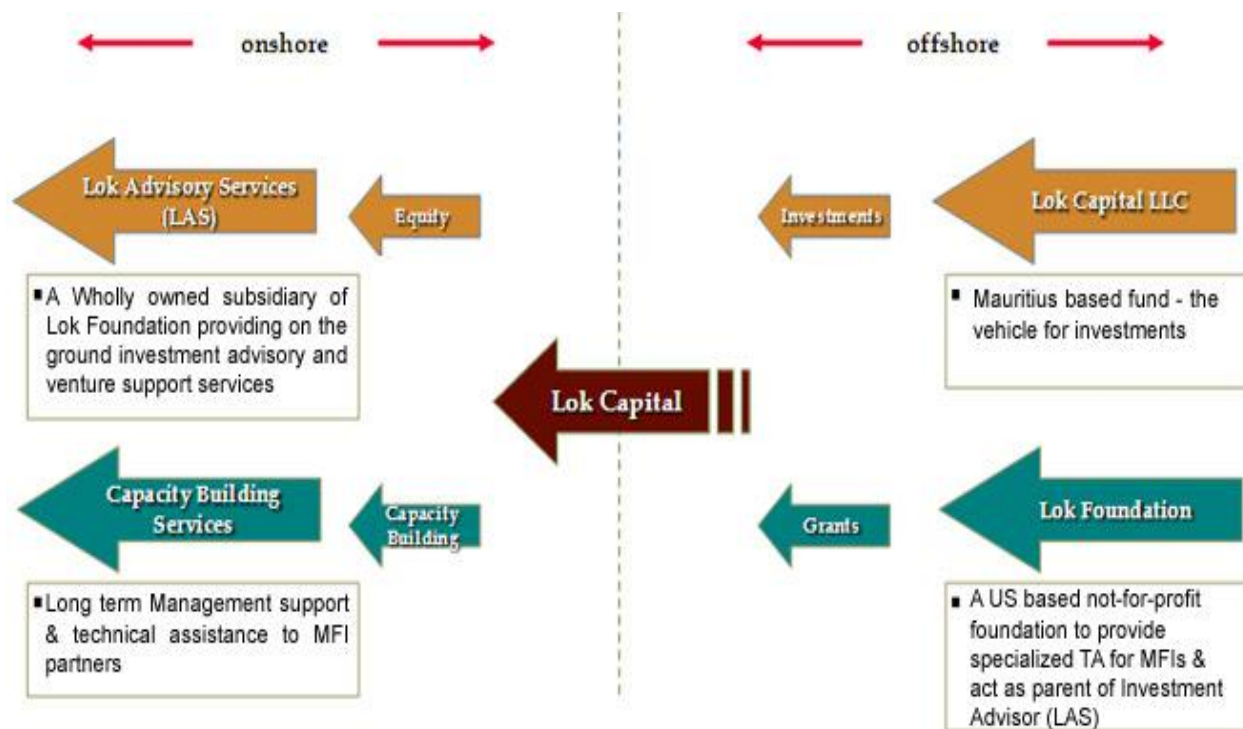 onshore
offshore
Lok Advisory Services
(LAS)
Equity
Investments
Lok Capital LLC
▪A Wholly owned subsidiary of
Lok Foundation providing on the
ground investment advisory and
venture support services
▪ Mauritius based fund - the
vehicle for investments
Lok Capital
Capacity Building
Services
Capacity
Building
Grants
Lok Foundation
▪Long term Management support
& technical assistance to MFI
partners
▪ A US based not-for-profit
foundation to provide
specialized TA for MFIs &
act as parent of Investment
Advisor (LAS)